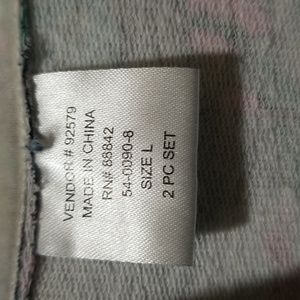 VENDOR # 92579
MADE IN CHINA
RN# 88842
54-0090-8
SIZE L
2 PC SET